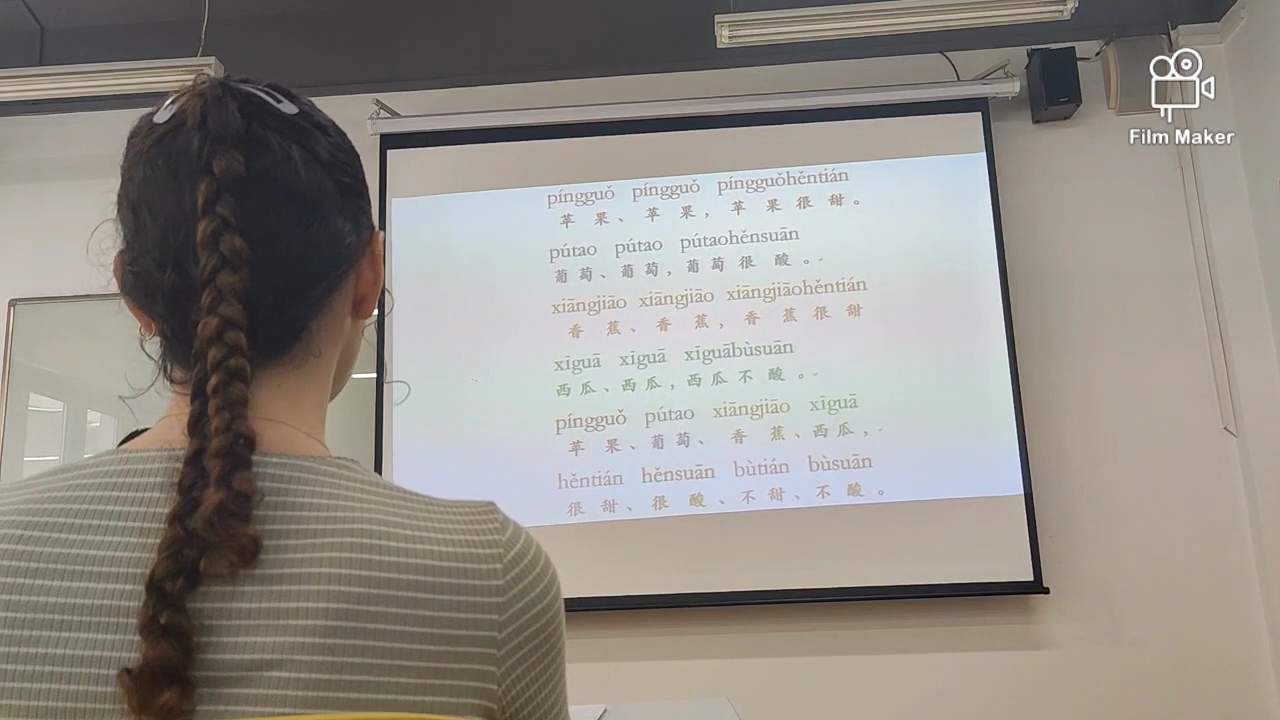 píngguǒ píngguǒ píngguǒhěntián
苹果、苹果，苹果很甜。
pútao pútao pútaohěnsuān
葡萄、葡萄，葡萄很酸。
xiāngjiāo xiāngjiāo xiāngjiāohěntián
香蕉、香蕉，香蕉很甜
xīguā xīguā xīguābùsuān
西瓜、西瓜，西瓜不酸。
píngguǒ pútao xiāngjiāo xīguā
苹果、葡萄、香蕉、西瓜，
hěntián hěnsuān bùtián bùsuān
很甜、很酸、不甜、不酸。
Film Maker